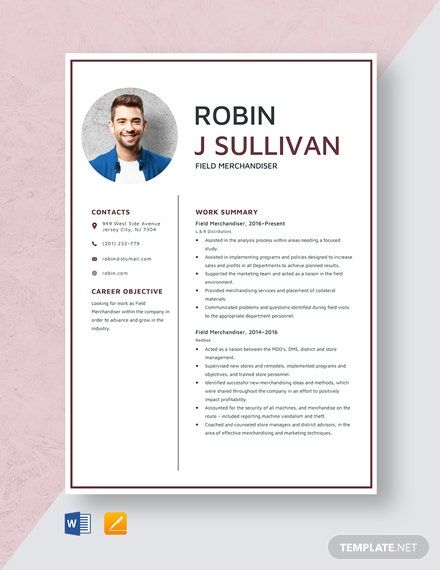 ROBIN
J SULLIVAN
FIELD MERCHANDISER
CONTACTS
949 West Side Avenue
Jersey City, NJ 7304
(201) 232-779
robin@stomail.com
robin.com
CAREER OBJECTIVE
Looking for work as Field
Merchandiser within the company in
order to advance and grow in the
industry.
WORK SUMMARY
Field Merchandiser, 2016-Present
L & R Distributors
Assisted in the analysis process within areas needing a focused
study.
Assisted in implementing programs and policies designed to increase
sales and profits in all Departments to achieve planned results.
Supported the marketing team and acted as a liaison in the field
environment.
Provided merchandising services and placement of collateral
materials.
Communicated problems and questions identified during field visits
to the appropriate department personnel.
Field Merchandiser, 2014-2016
Redbox
Acted as a liaison between the MDO's, OMS, district and store
management.
Supervised new stores and remodels, implemented programs and
objectives, and trained store personnel.
Identified successful new merchandising ideas and methods, which
were shared throughout the company in an effort to positively
impact profitability.
Accounted for the security of all machines, and merchandise on the
route - included reporting machine vandalism and theft.
Coached and counseled store managers and district advisors, in the
area of effective merchandising and marketing techniques.
W
TEMPLATE.NET